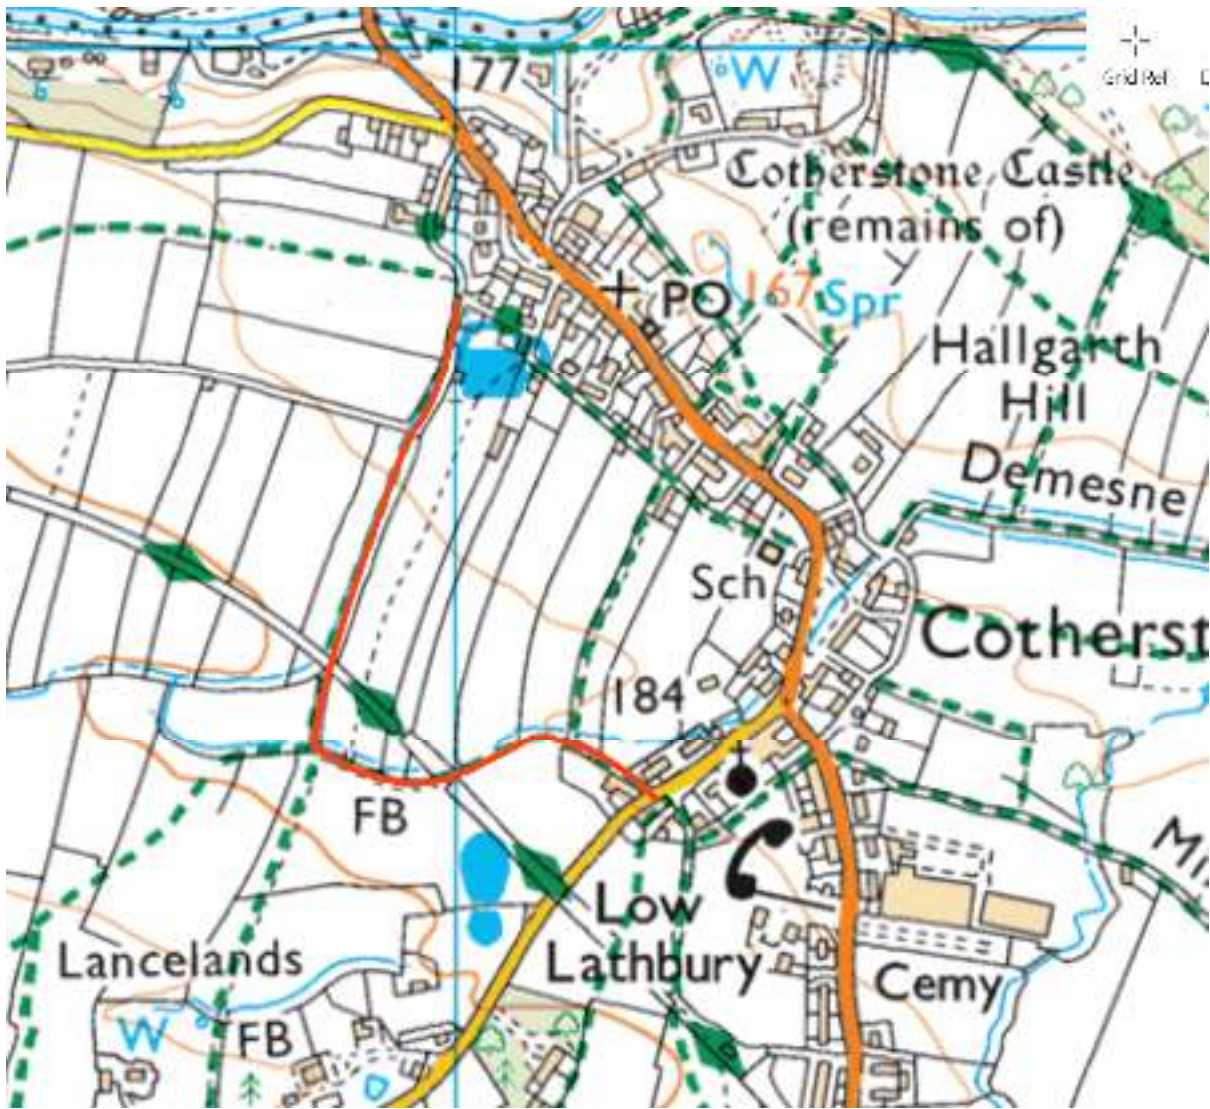 177
W
Grid Ref
Cotherstone Castle
(remains of)
PO
167
Spr
Hallgarth
Hill
Demesne
Sch
Cotherst
184
FB
Low
Lathbury
Lancelands
Cemy
W
FB